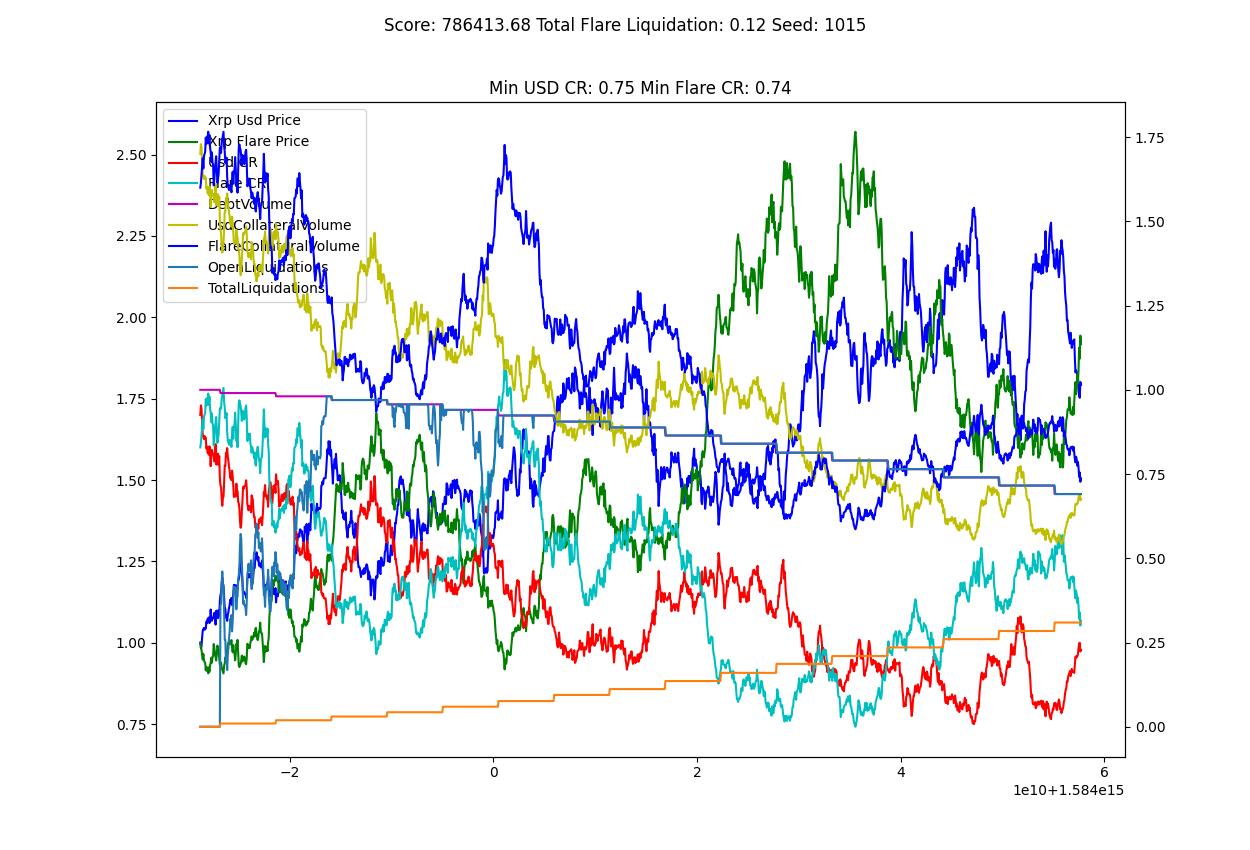 Score: 786413.68 Total Flare Liquidation: 0.12 Seed: 1015
Min USD CR: 0.75 Min Flare CR: 0.74
Xrp Usd Price
Xrp Flare Price
Usd CR
Flare CR
DebtVolume
UsdCollateralVolume
FlareCollateralVolume
OpenLiquidations
TotalLiquidations
2.50
2.25
2.00
1.75
1.50
1.25
1.00
0.75
1.75
1.50
1.25
1.00
0.75
0.50
0.25
0.00
−2 0 2 4 6
1e10+1.584e15